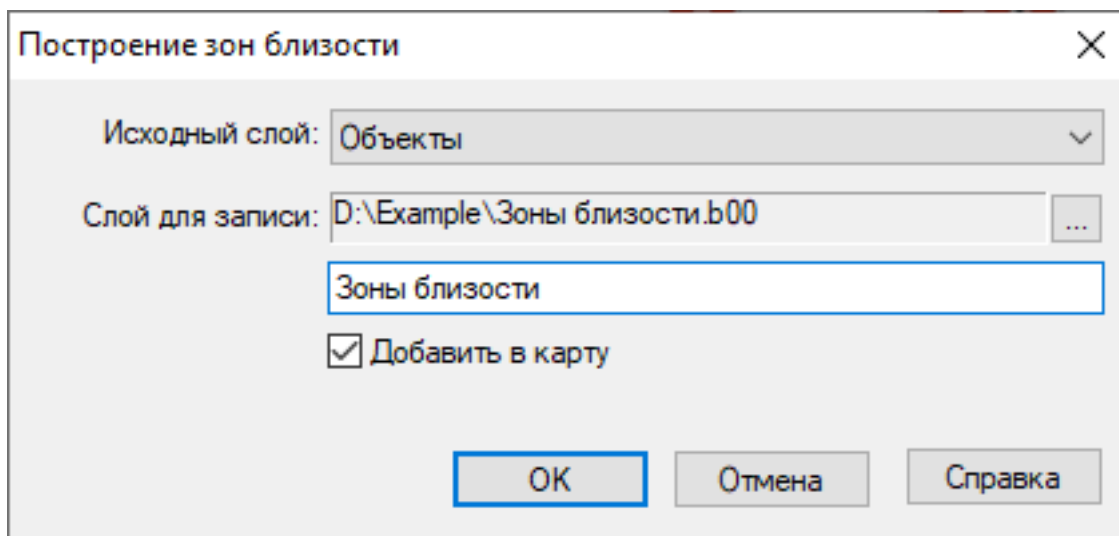 Построение зон близости
Исходный слой: Объекты
Слой для записи: D:\Example\Зоны близости.b00 ...
Зоны близости
Добавить в карту
OK Отмена Справка